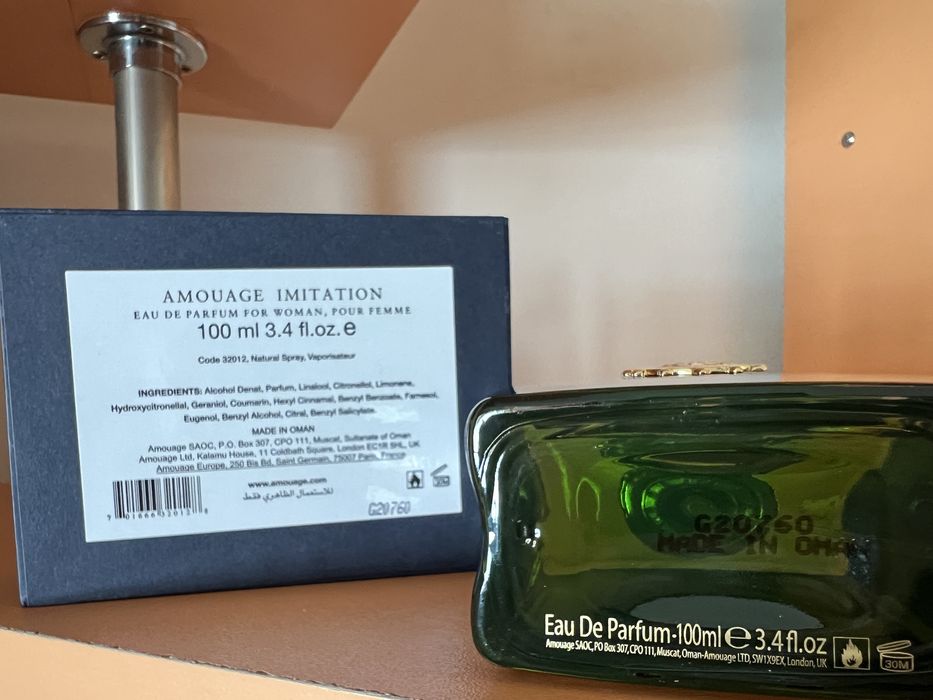 AMOUAGE IMITATION
EAU DE PARFUM FOR WOMAN, POUR FEMME
100 ml 3.4 fl.oz. e
Code 32012, Natural Spray, Vaporisateur
INGREDIENTS: Alcohol Denat, Parfum, Linalool, Citronellol, Limonene,
Hydroxycitronellal, Geraniol, Coumarin, Hexyl Cinnamal, Benzyl Benzoate, Farnesol,
Eugenol, Benzyl Alcohol, Citral, Benzyl Salicylate.
MADE IN OMAN
Amouage SAOC, P.O. Box 307, CPO 111, Muscat, Sultanate of Oman
Amouage Ltd, Kalamu House, 11 Coldbath Square, London EC1R 5HL, UK
Amouage Europe, 250 Bis Bd, Saint Germain, 75007 Paris, France
www.amouage.com
للاستعمال الظاهري فقط
30M
G20760
G20760
MADE IN OMAN
Eau De Parfum-100ml e 3.4 fl.oz
Amouage SAOC, PO Box 307, CPO 111, Muscat, Oman-Amouage LTD, SW1X9EX, London, UK
30M